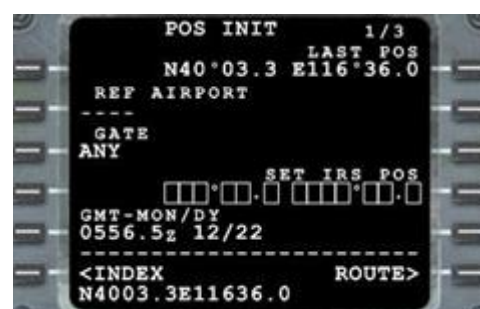 POS INIT 1/3
LAST POS
N40°03.3 E116°36.0
REF AIRPORT
----
GATE
ANY
SET IRS POS
□□□°□□.□ □□□□°□□.□
GMT-MON/DY
0556.5z 12/22
------------------------
<INDEX ROUTE>
N4003.3E11636.0